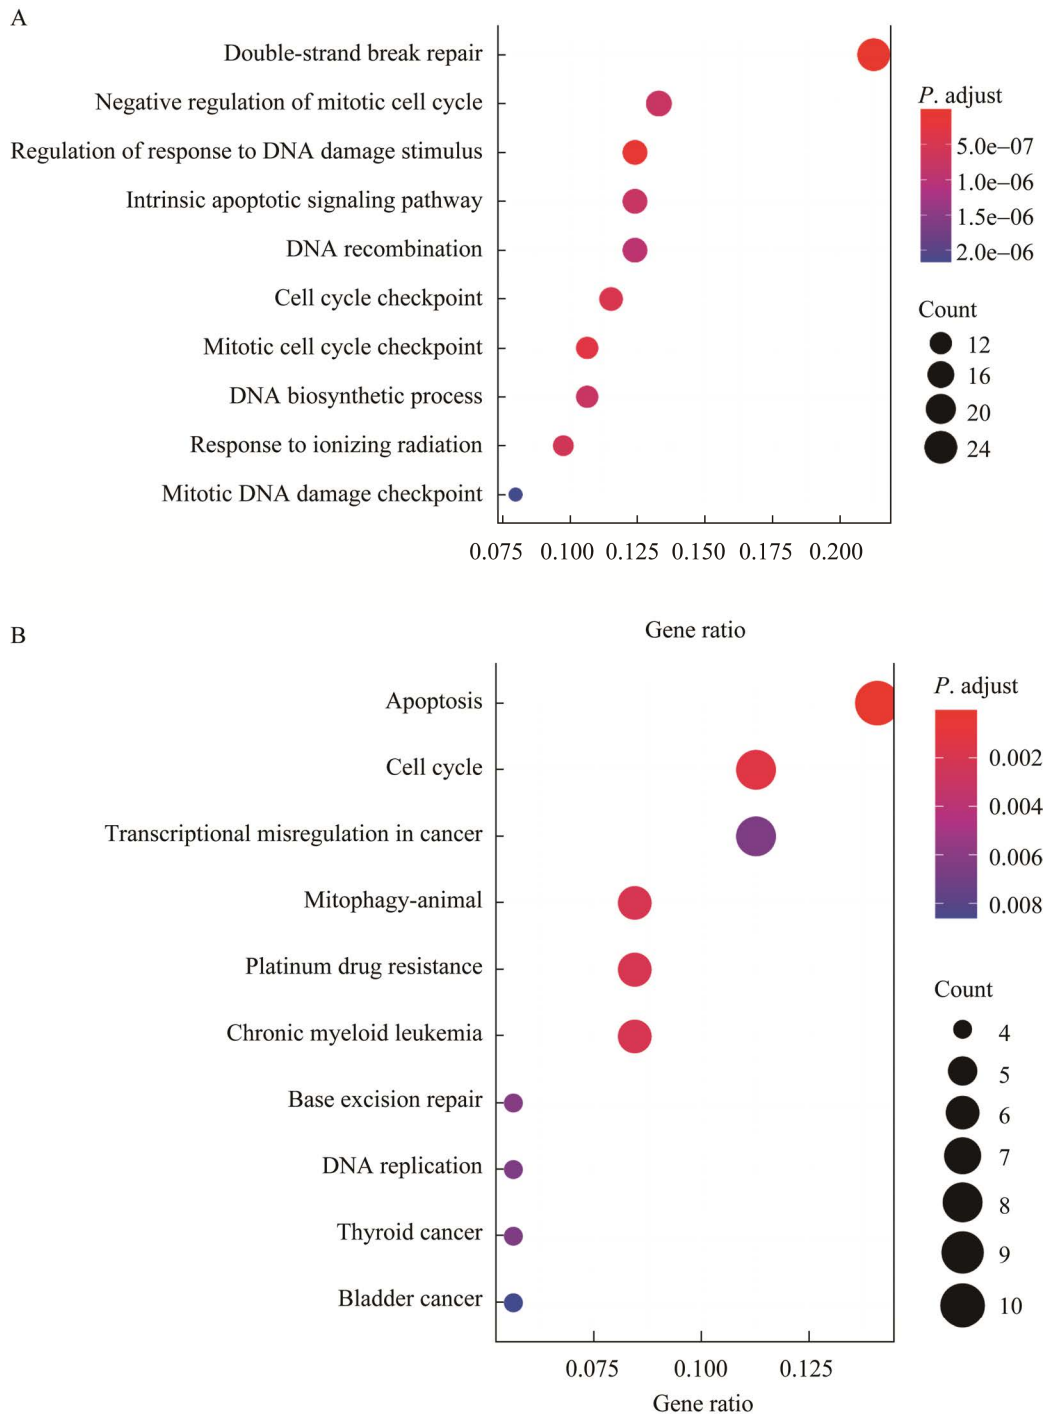 A
Double-strand break repair
Negative regulation of mitotic cell cycle
Regulation of response to DNA damage stimulus
Intrinsic apoptotic signaling pathway
DNA recombination
Cell cycle checkpoint
Mitotic cell cycle checkpoint
DNA biosynthetic process
Response to ionizing radiation
Mitotic DNA damage checkpoint
0.075 0.100 0.125 0.150 0.175 0.200
Gene ratio
P. adjust
5.0e−07
1.0e−06
1.5e−06
2.0e−06
Count
12
16
20
24
B
Apoptosis
Cell cycle
Transcriptional misregulation in cancer
Mitophagy-animal
Platinum drug resistance
Chronic myeloid leukemia
Base excision repair
DNA replication
Thyroid cancer
Bladder cancer
0.075 0.100 0.125
Gene ratio
P. adjust
0.002
0.004
0.006
0.008
Count
4
5
6
7
8
9
10